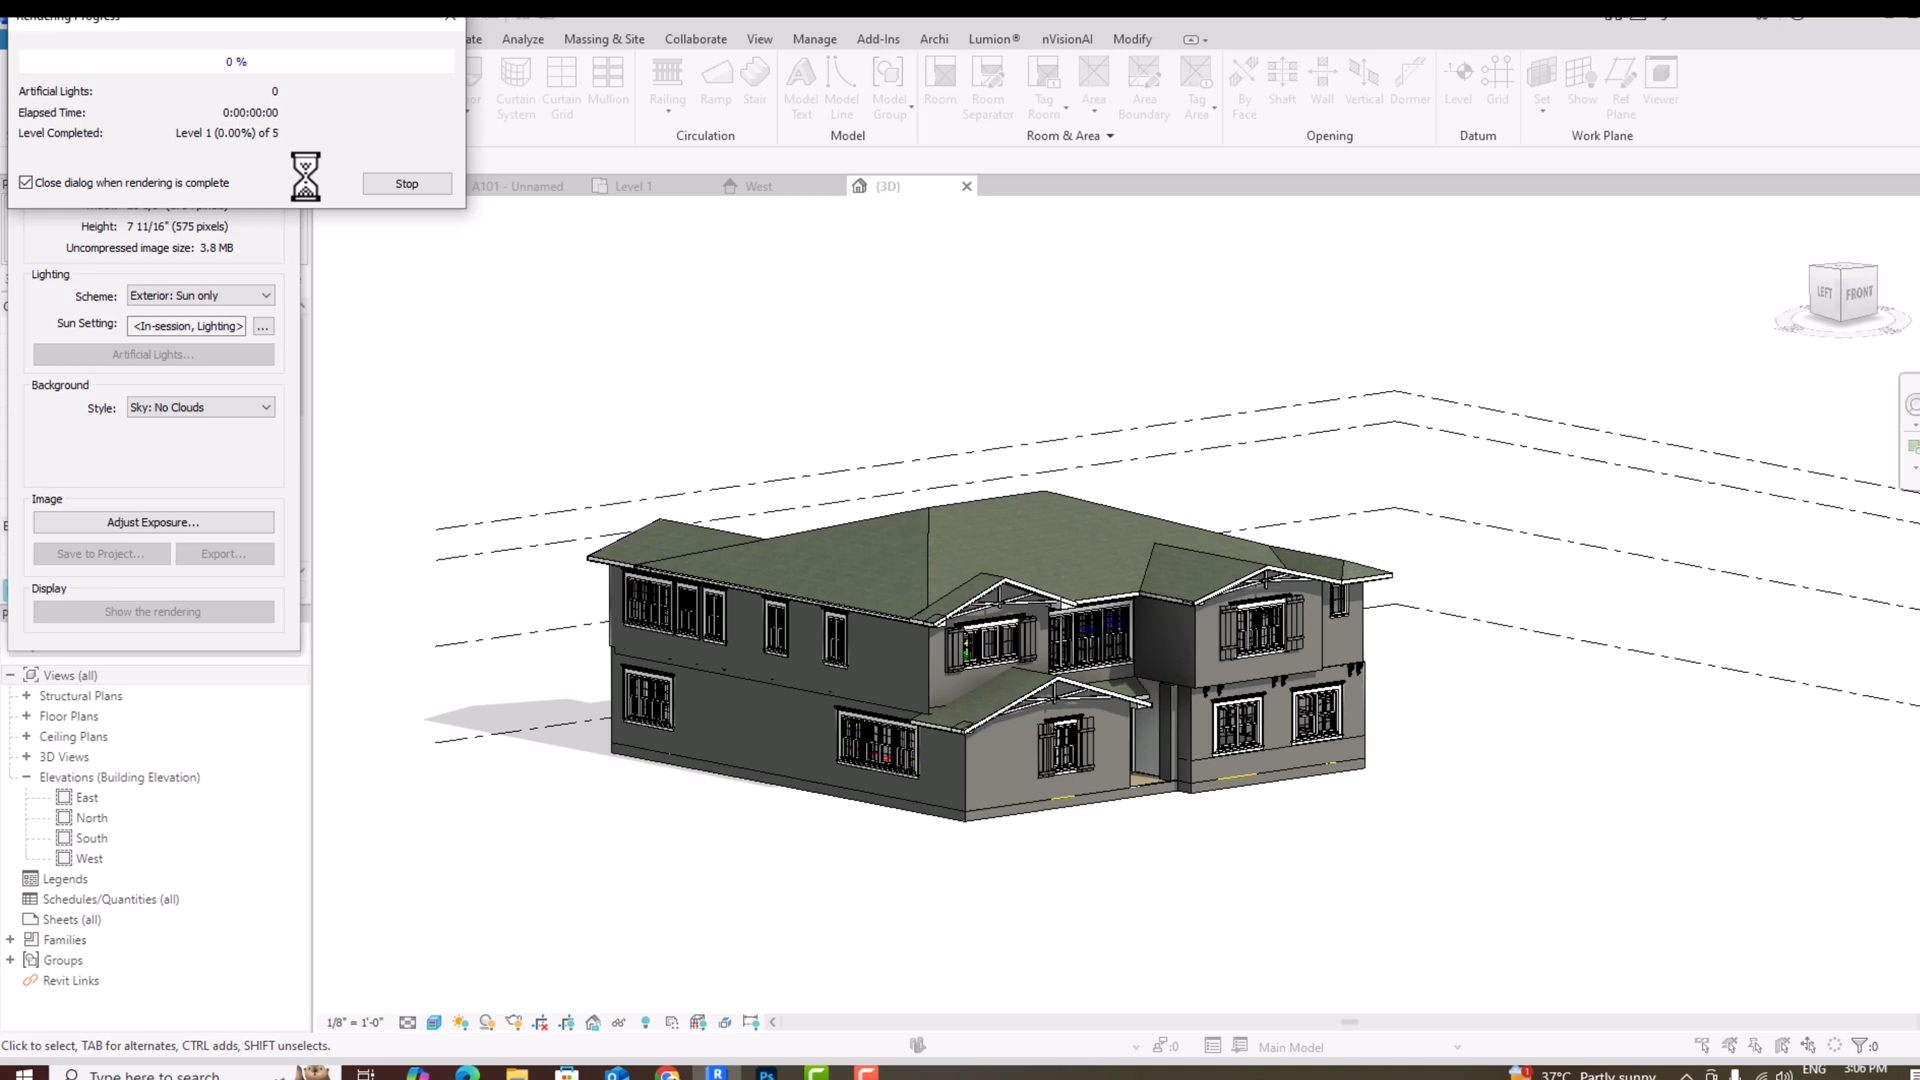 Rendering Progress
0 %
Artificial Lights: 0
Elapsed Time: 0:00:00:00
Level Completed: Level 1 (0.00%) of 5
Close dialog when rendering is complete
Stop
Analyze Massing & Site Collaborate View Manage Add-Ins Archi Lumion® nVisionAI Modify
Curtain System
Curtain Grid
Mullion
Railing
Ramp
Stair
Model Text
Model Line
Model Group
Room
Room Separator
Tag Room
Area
Area Boundary
Tag Area
By Face
Shaft
Wall
Vertical
Dormer
Level
Grid
Set
Show
Ref Plane
Viewer
Circulation
Model
Room & Area
Opening
Datum
Work Plane
A101 - Unnamed
Level 1
West
(3D)
Height: 7 11/16" (575 pixels)
Uncompressed image size: 3.8 MB
Lighting
Scheme: Exterior: Sun only
Sun Setting: <In-session, Lighting> ...
Artificial Lights...
Background
Style: Sky: No Clouds
Image
Adjust Exposure...
Save to Project... Export...
Display
Show the rendering
LEFT FRONT
Views (all)
Structural Plans
Floor Plans
Ceiling Plans
3D Views
Elevations (Building Elevation)
East
North
South
West
Legends
Schedules/Quantities (all)
Sheets (all)
Families
Groups
Revit Links
1/8" = 1'-0"
Click to select, TAB for alternates, CTRL adds, SHIFT unselects.
:0
Main Model
:0
Type here to search
37°C Partly sunny
ENG
3:06 PM